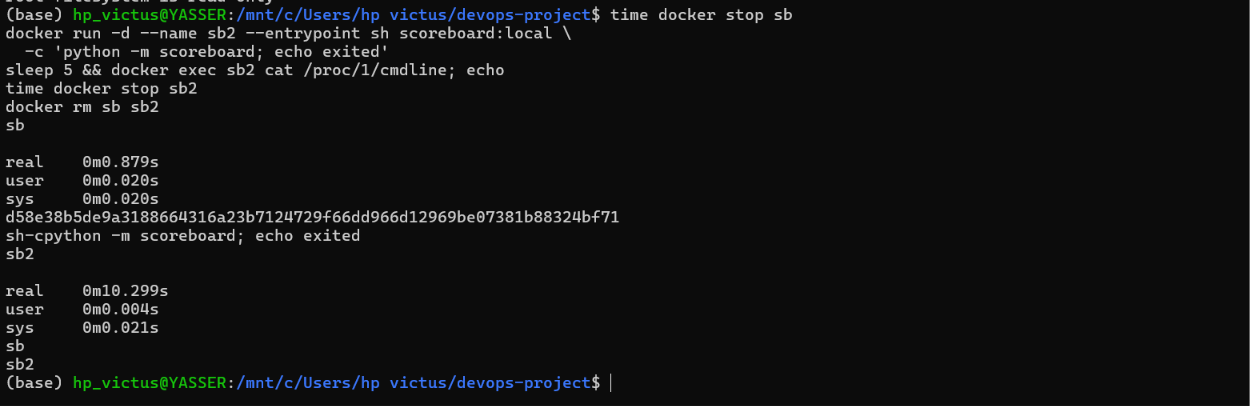 (base) hp_victus@YASSER:/mnt/c/Users/hp victus/devops-project$ time docker stop sb
docker run -d --name sb2 --entrypoint sh scoreboard:local \
  -c 'python -m scoreboard; echo exited'
sleep 5 && docker exec sb2 cat /proc/1/cmdline; echo
time docker stop sb2
docker rm sb sb2
sb

real    0m0.879s
user    0m0.020s
sys     0m0.020s
d58e38b5de9a3188664316a23b7124729f66dd966d12969be07381b88324bf71
sh-cpython -m scoreboard; echo exited
sb2

real    0m10.299s
user    0m0.004s
sys     0m0.021s
sb
sb2
(base) hp_victus@YASSER:/mnt/c/Users/hp victus/devops-project$